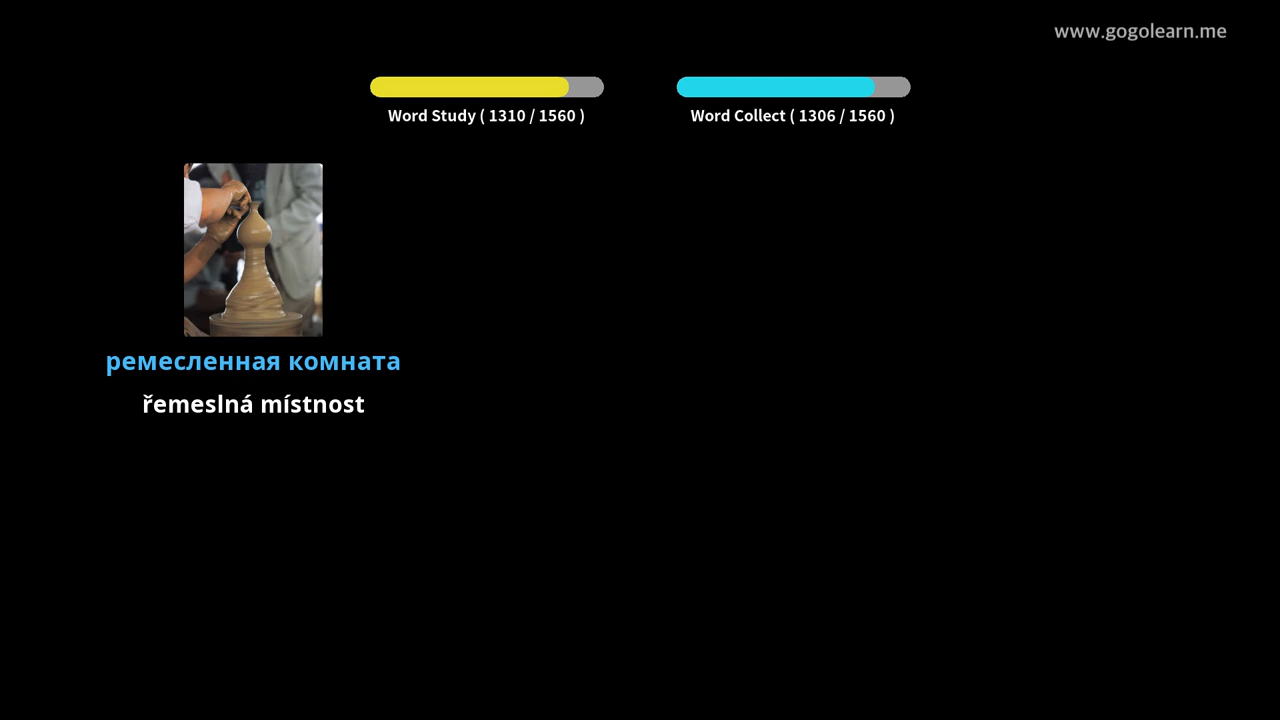 www.gogolearn.me
Word Study ( 1310 / 1560 )
Word Collect ( 1306 / 1560 )
ремесленная комната
řemeslná místnost